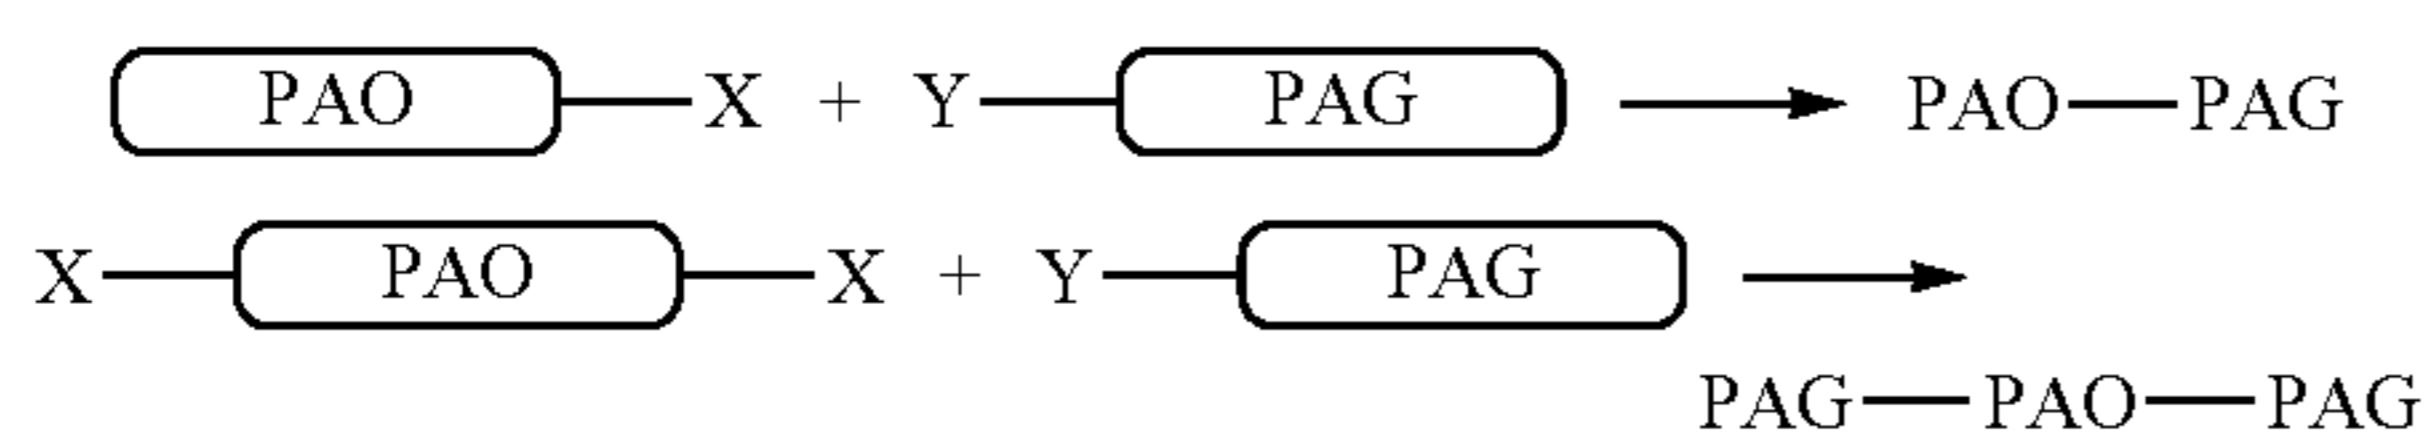 PAO—X + Y—PAG → PAO—PAG
X—PAO—X + Y—PAG →
PAG—PAO—PAG